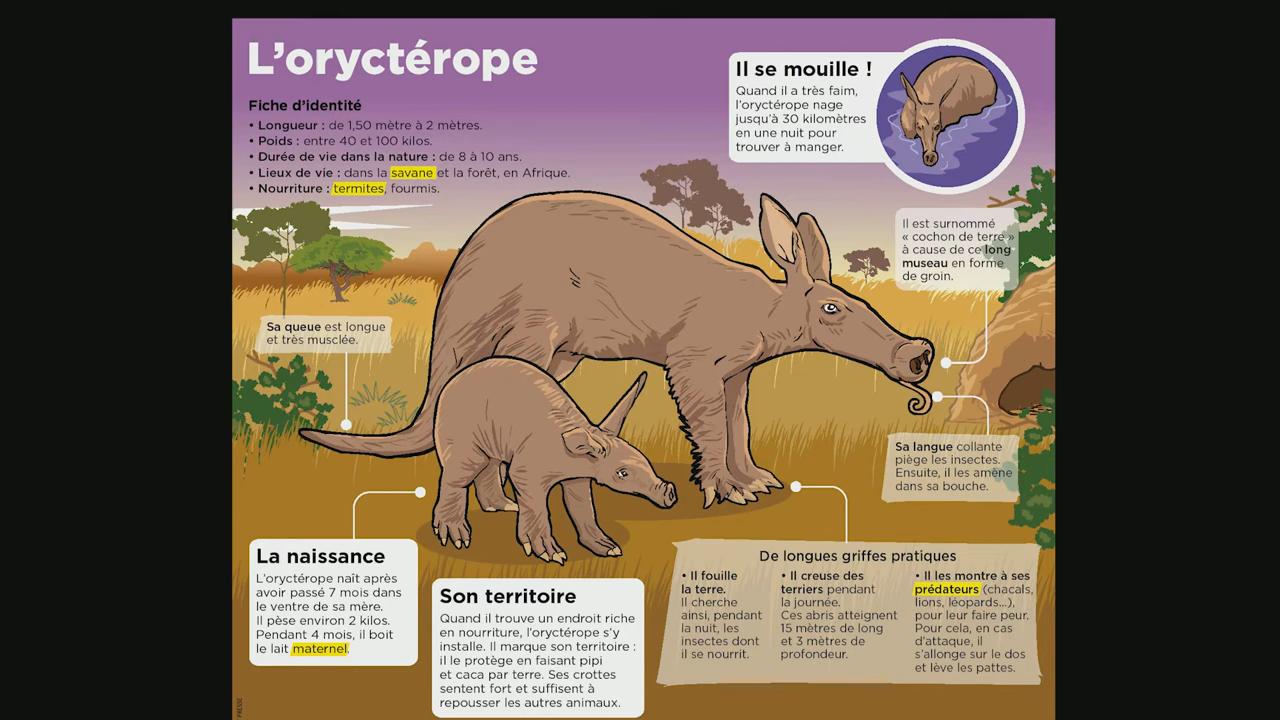 L'oryctérope
Fiche d'identité
• Longueur : de 1,50 mètre à 2 mètres.
• Poids : entre 40 et 100 kilos.
• Durée de vie dans la nature : de 8 à 10 ans.
• Lieux de vie : dans la savane et la forêt, en Afrique.
• Nourriture : termites, fourmis.
Il se mouille !
Quand il a très faim,
l'oryctérope nage
jusqu'à 30 kilomètres
en une nuit pour
trouver à manger.
Il est surnommé
« cochon de terre »
à cause de ce long
museau en forme
de groin.
Sa queue est longue
et très musclée.
Sa langue collante
piège les insectes.
Ensuite, il les amène
dans sa bouche.
La naissance
L'oryctérope naît après
avoir passé 7 mois dans
le ventre de sa mère.
Il pèse environ 2 kilos.
Pendant 4 mois, il boit
le lait maternel.
Son territoire
Quand il trouve un endroit riche
en nourriture, l'oryctérope s'y
installe. Il marque son territoire :
il le protège en faisant pipi
et caca par terre. Ses crottes
sentent fort et suffisent à
repousser les autres animaux.
De longues griffes pratiques
• Il fouille
la terre.
Il cherche
ainsi, pendant
la nuit, les
insectes dont
il se nourrit.
• Il creuse des
terriers pendant
la journée.
Ces abris atteignent
15 mètres de long
et 3 mètres de
profondeur.
• Il les montre à ses
prédateurs (chacals,
lions, léopards...),
pour leur faire peur.
Pour cela, en cas
d'attaque, il
s'allonge sur le dos
et lève les pattes.
PRESSE